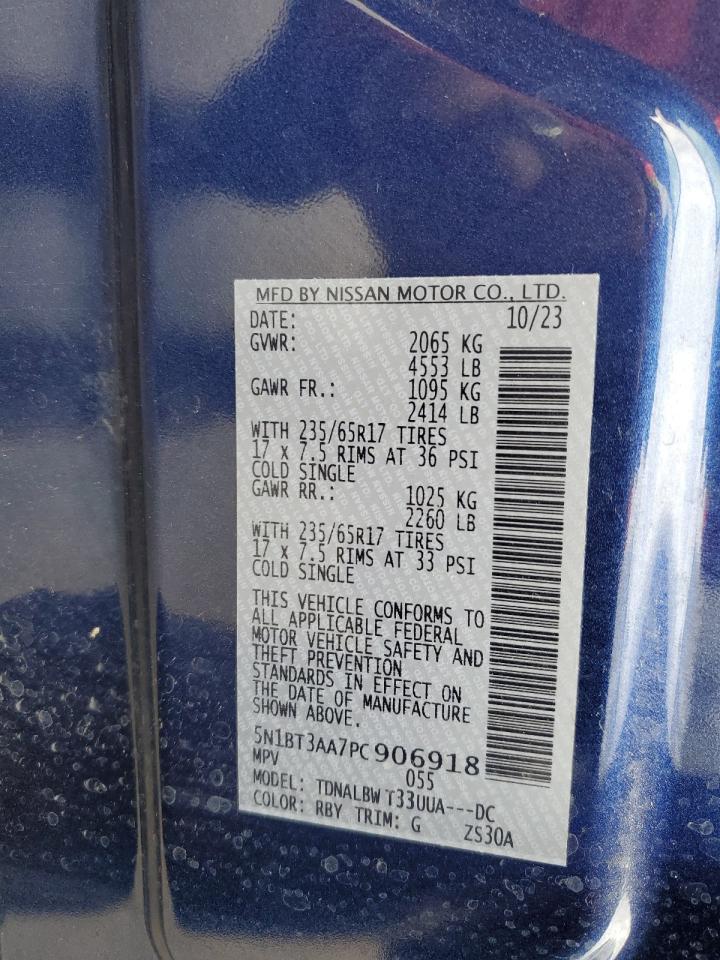 MFD BY NISSAN MOTOR CO., LTD.
DATE: 10/23
GVWR: 2065 KG
4553 LB
GAWR FR.: 1095 KG
2414 LB
WITH 235/65R17 TIRES
17 X 7.5 RIMS AT 36 PSI
COLD SINGLE
GAWR RR.: 1025 KG
2260 LB
WITH 235/65R17 TIRES
17 X 7.5 RIMS AT 33 PSI
COLD SINGLE
THIS VEHICLE CONFORMS TO
ALL APPLICABLE FEDERAL
MOTOR VEHICLE SAFETY AND
THEFT PREVENTION
STANDARDS IN EFFECT ON
THE DATE OF MANUFACTURE
SHOWN ABOVE.
5N1BT3AA7PC906918
MPV 055
MODEL: TDNALBW T33UUA---DC
COLOR: RBY TRIM: G ZS30A